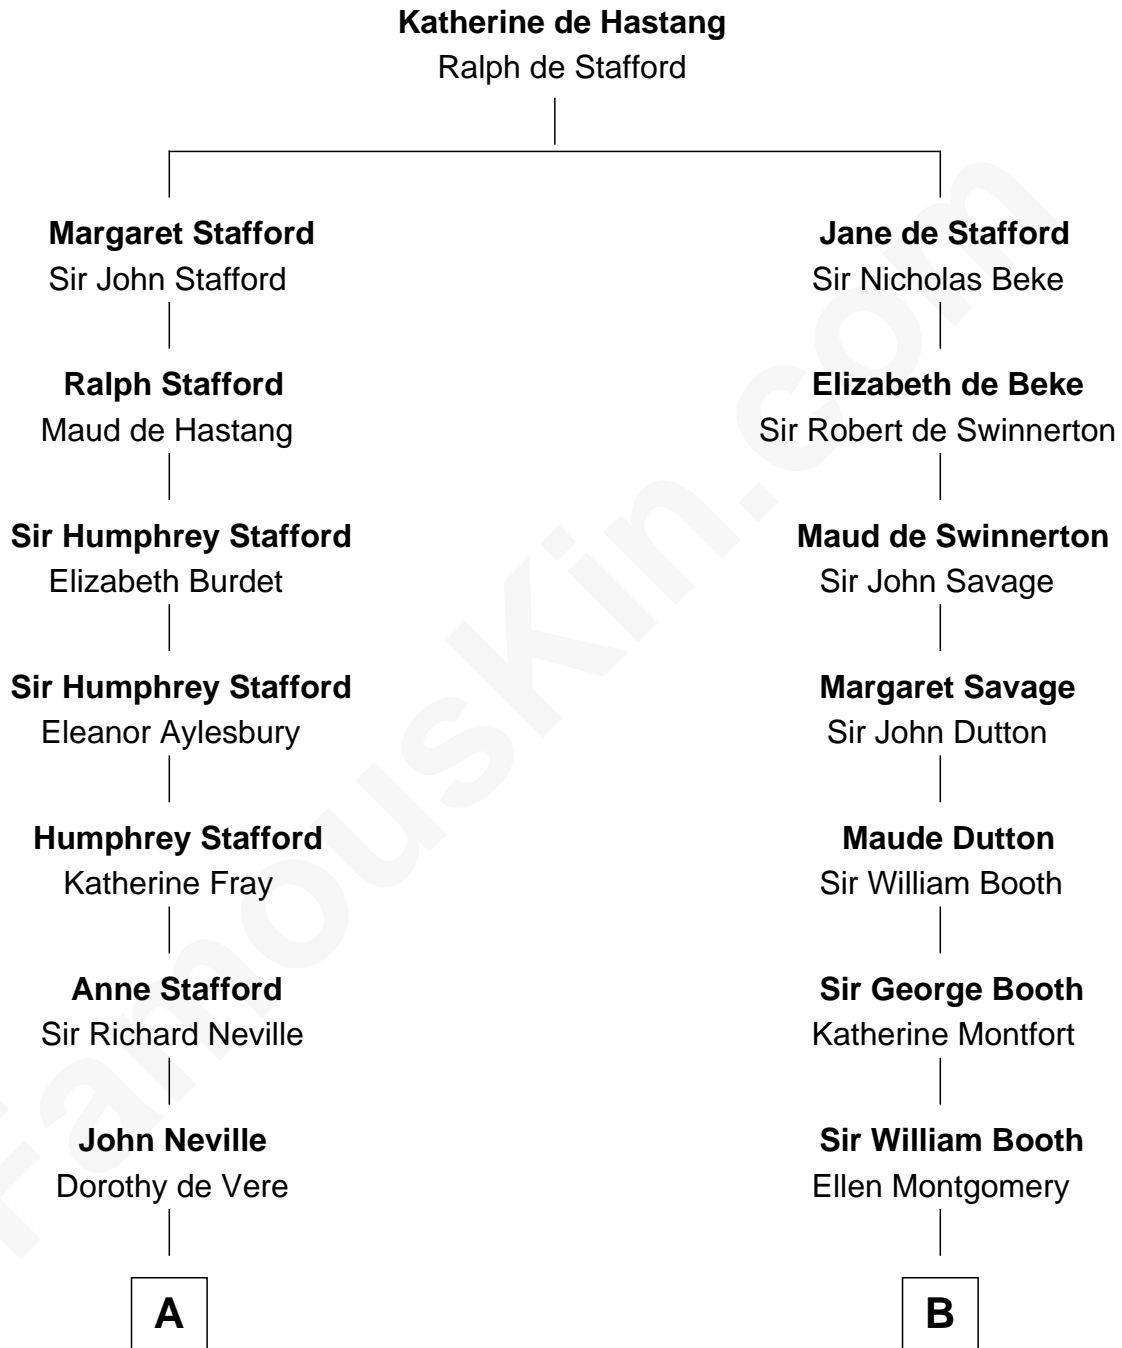 Katherine de Hastang
Ralph de Stafford
Margaret Stafford
Sir John Stafford
Jane de Stafford
Sir Nicholas Beke
Ralph Stafford
Maud de Hastang
Elizabeth de Beke
Sir Robert de Swinnerton
Sir Humphrey Stafford
Elizabeth Burdet
Maud de Swinnerton
Sir John Savage
Sir Humphrey Stafford
Eleanor Aylesbury
Margaret Savage
Sir John Dutton
Humphrey Stafford
Katherine Fray
Maude Dutton
Sir William Booth
Anne Stafford
Sir Richard Neville
Sir George Booth
Katherine Montfort
John Neville
Dorothy de Vere
Sir William Booth
Ellen Montgomery
A
B
FamousKin.com